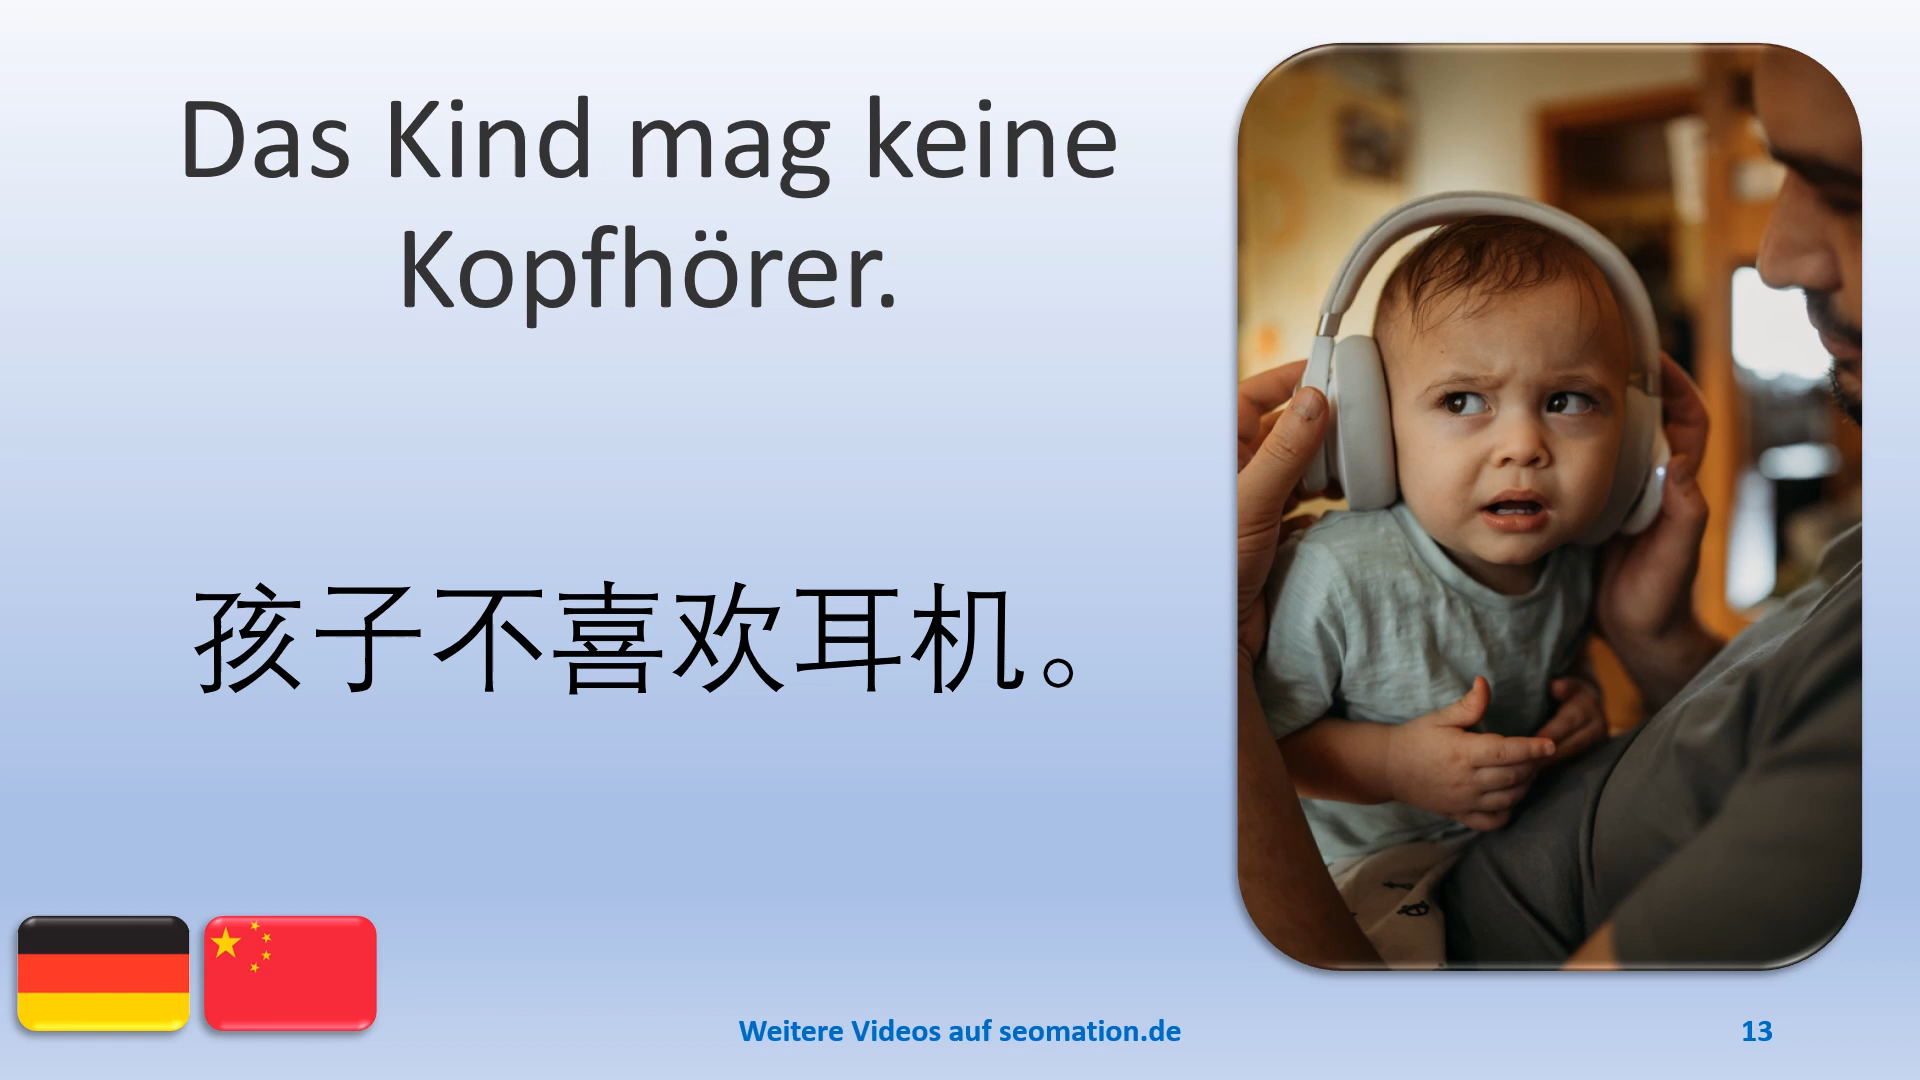 Das Kind mag keine
Kopfhörer.
孩子不喜欢耳机。
Weitere Videos auf seomation.de
13